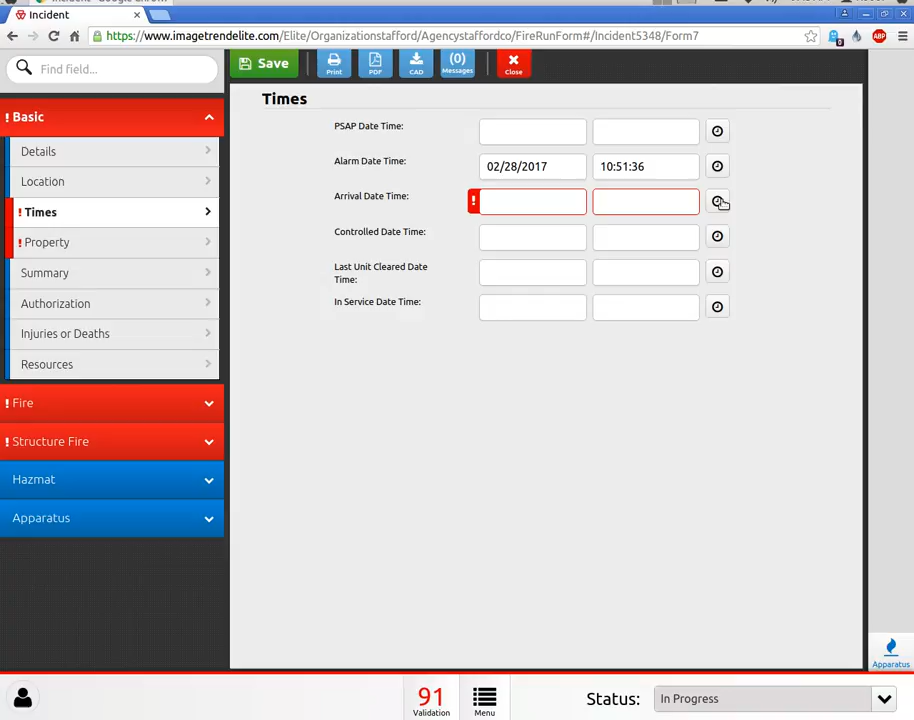 Incident
https://www.imagetrendelite.com/Elite/Organizationstafford/Agencystaffordco/FireRunForm#/Incident5348/Form7
0
ABP
Find field...
Save
Print
PDF
CAD
(0)
Messages
Close
! Basic
Details
Location
! Times
! Property
Summary
Authorization
Injuries or Deaths
Resources
! Fire
! Structure Fire
Hazmat
Apparatus
Times
PSAP Date Time:
Alarm Date Time: 02/28/2017 10:51:36
Arrival Date Time: !
Controlled Date Time:
Last Unit Cleared Date
Time:
In Service Date Time:
Apparatus
91
Validation
Menu
Status: In Progress